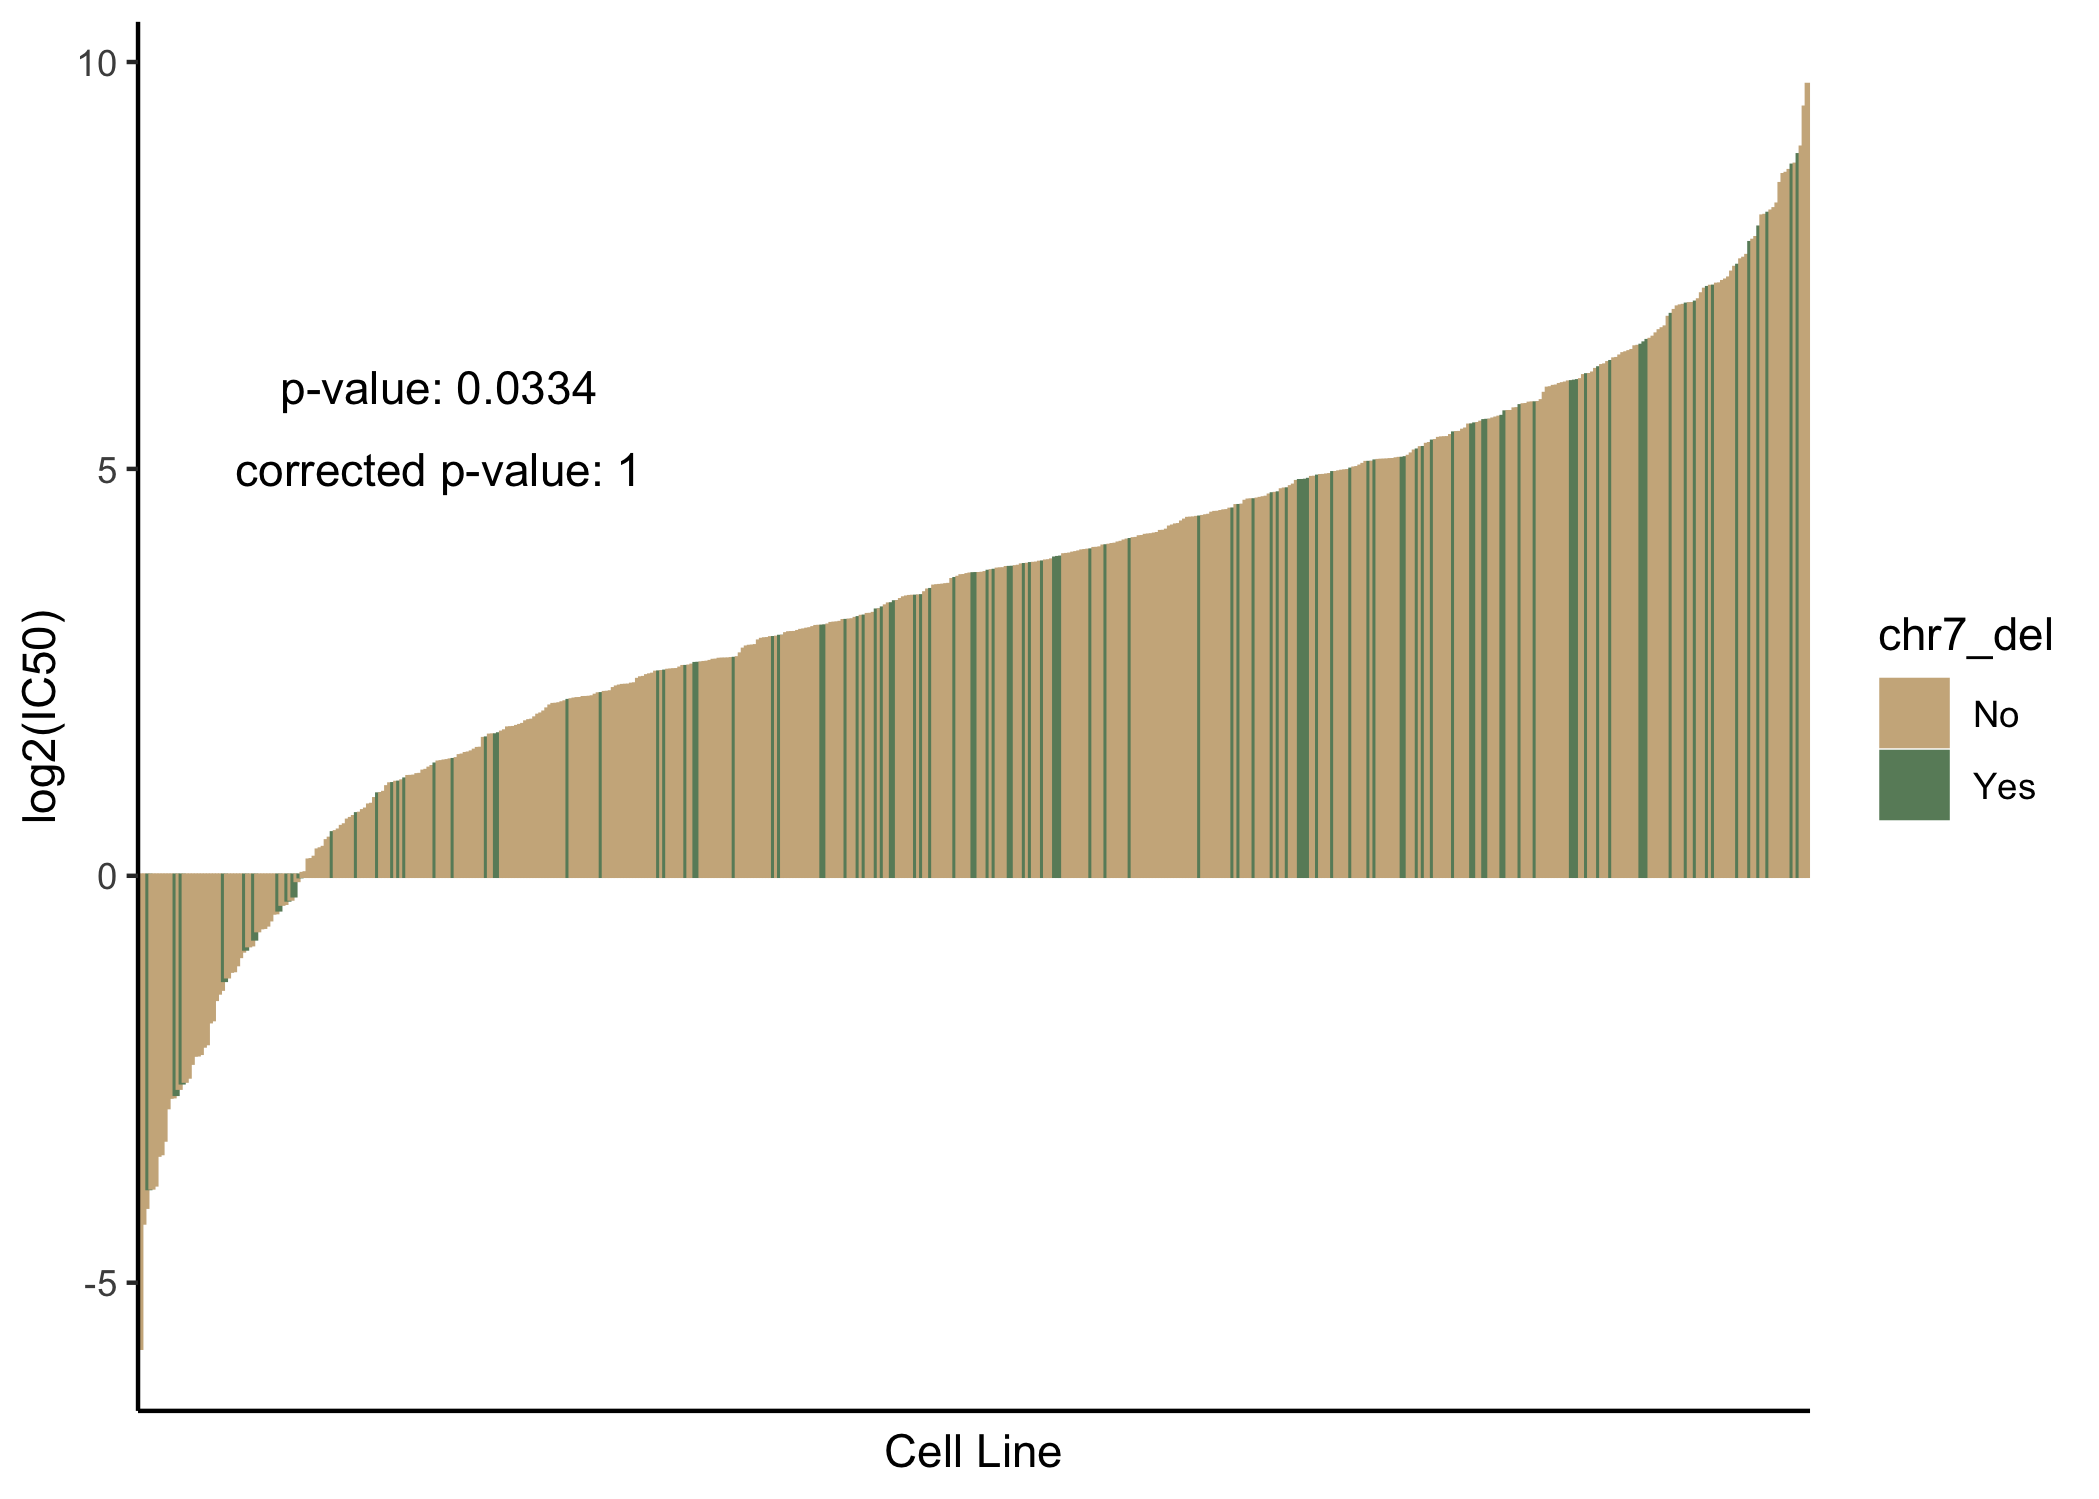 10
5
0
-5
log2(IC50)
p-value: 0.0334
corrected p-value: 1
Cell Line
chr7_del
No
Yes